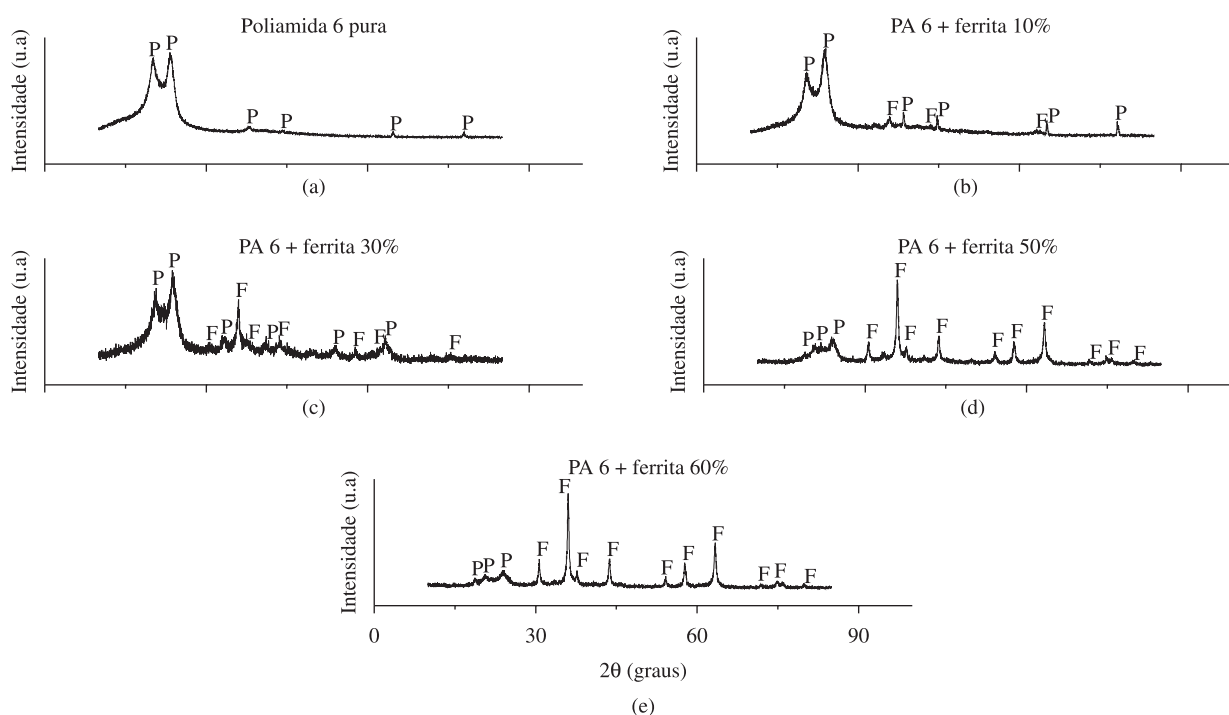 Poliamida 6 pura
Intensidade (u.a)
P P P P P P
(a)
PA 6 + ferrita 10%
Intensidade (u.a)
P P F P F P F P P
(b)
PA 6 + ferrita 30%
Intensidade (u.a)
P P F P F F P F P F F P F
(c)
PA 6 + ferrita 50%
Intensidade (u.a)
P P P F F F F F F F F F F
(d)
PA 6 + ferrita 60%
Intensidade (u.a)
P P P F F F F F F F F F F
0 30 60 90
2θ (graus)
(e)